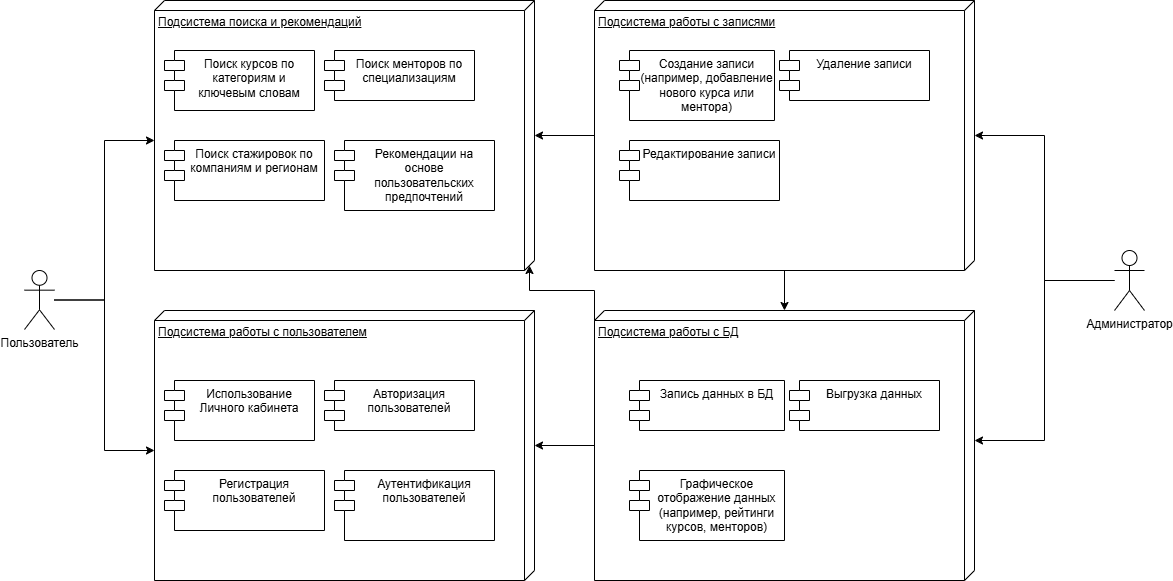 Подсистема поиска и рекомендаций
Поиск курсов по
категориям и
ключевым словам
Поиск менторов по
специализациям
Поиск стажировок по
компаниям и регионам
Рекомендации на
основе
пользовательских
предпочтений
Подсистема работы с записями
Создание записи
(например, добавление
нового курса или
ментора)
Удаление записи
Редактирование записи
Пользователь
Администратор
Подсистема работы с пользователем
Использование
Личного кабинета
Авторизация
пользователей
Регистрация
пользователей
Аутентификация
пользователей
Подсистема работы с БД
Запись данных в БД
Выгрузка данных
Графическое
отображение данных
(например, рейтинги
курсов, менторов)